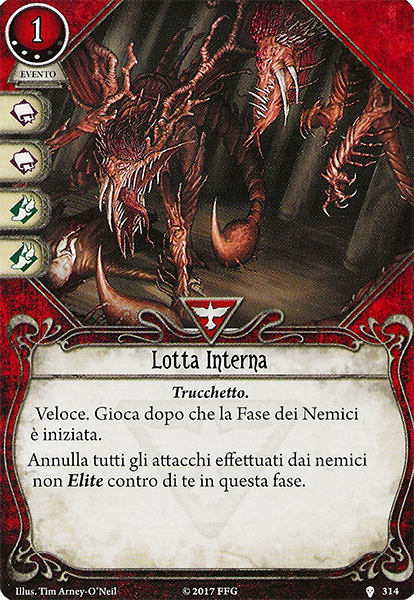 1
EVENTO
Lotta Interna
Trucchetto.
Veloce. Gioca dopo che la Fase dei Nemici
è iniziata.
Annulla tutti gli attacchi effettuati dai nemici
non Elite contro di te in questa fase.
Illus. Tim Arney-O'Neil © 2017 FFG 314